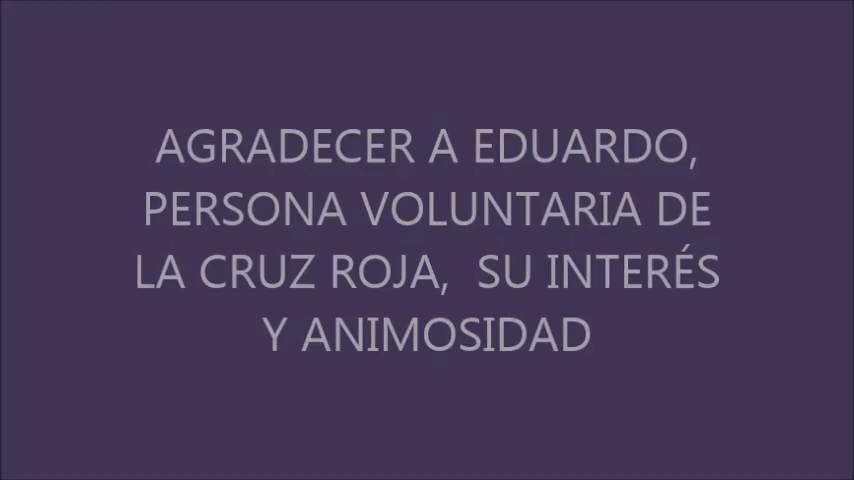 AGRADECER A EDUARDO,
PERSONA VOLUNTARIA DE
LA CRUZ ROJA,  SU INTERÉS
Y ANIMOSIDAD